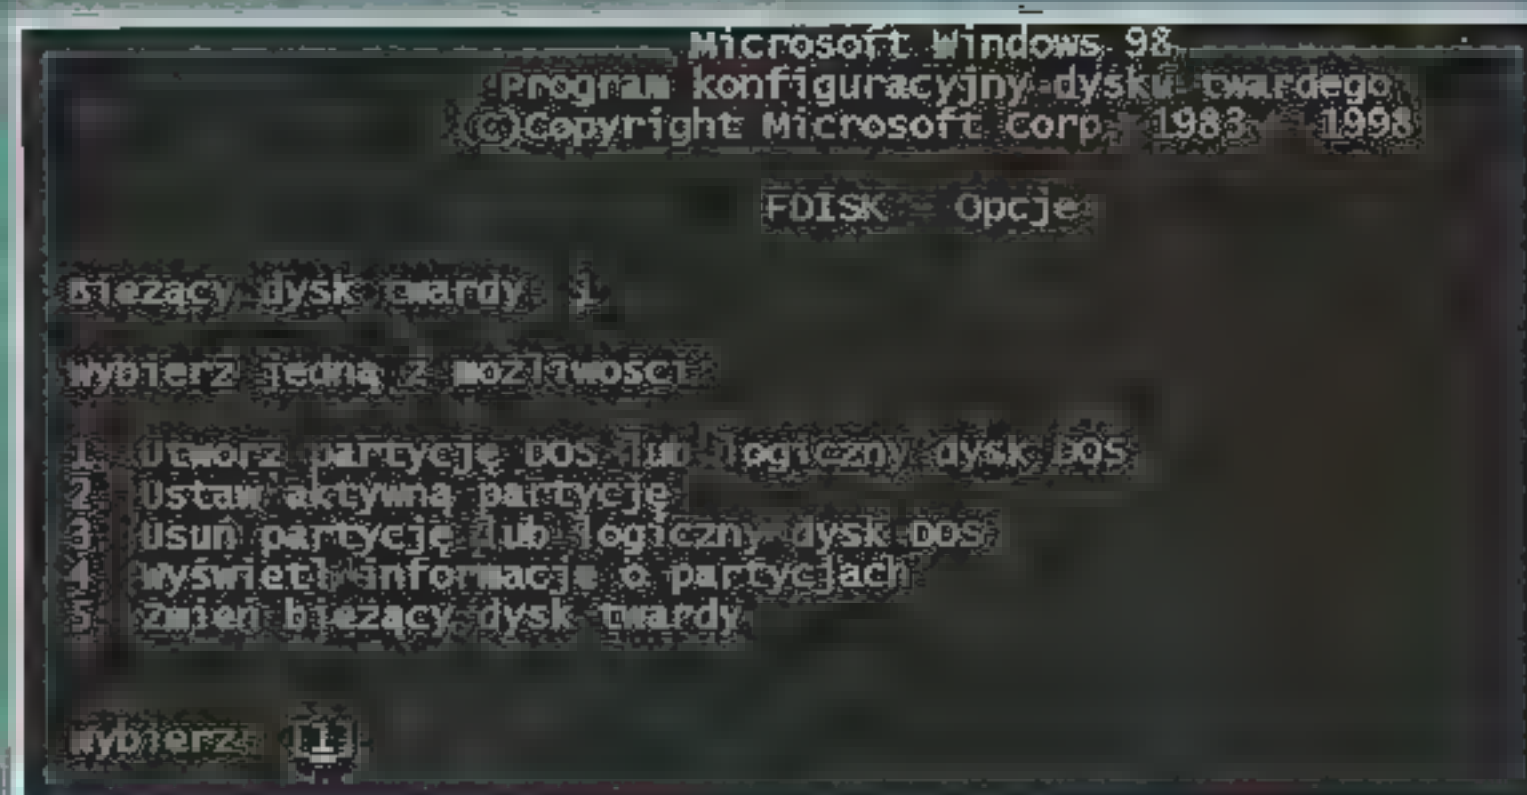 Microsoft Windows 98
Program konfiguracyjny dysku twardego
(C)Copyright Microsoft Corp. 1983 - 1998
FDISK - Opcje
Bieżący dysk twardy: 1
Wybierz jedną z możliwości:
1. Utwórz partycję DOS lub logiczny dysk DOS
2. Ustaw aktywną partycję
3. Usuń partycję lub logiczny dysk DOS
4. Wyświetl informacje o partycjach
5. Zmień bieżący dysk twardy
Wybierz: [1]